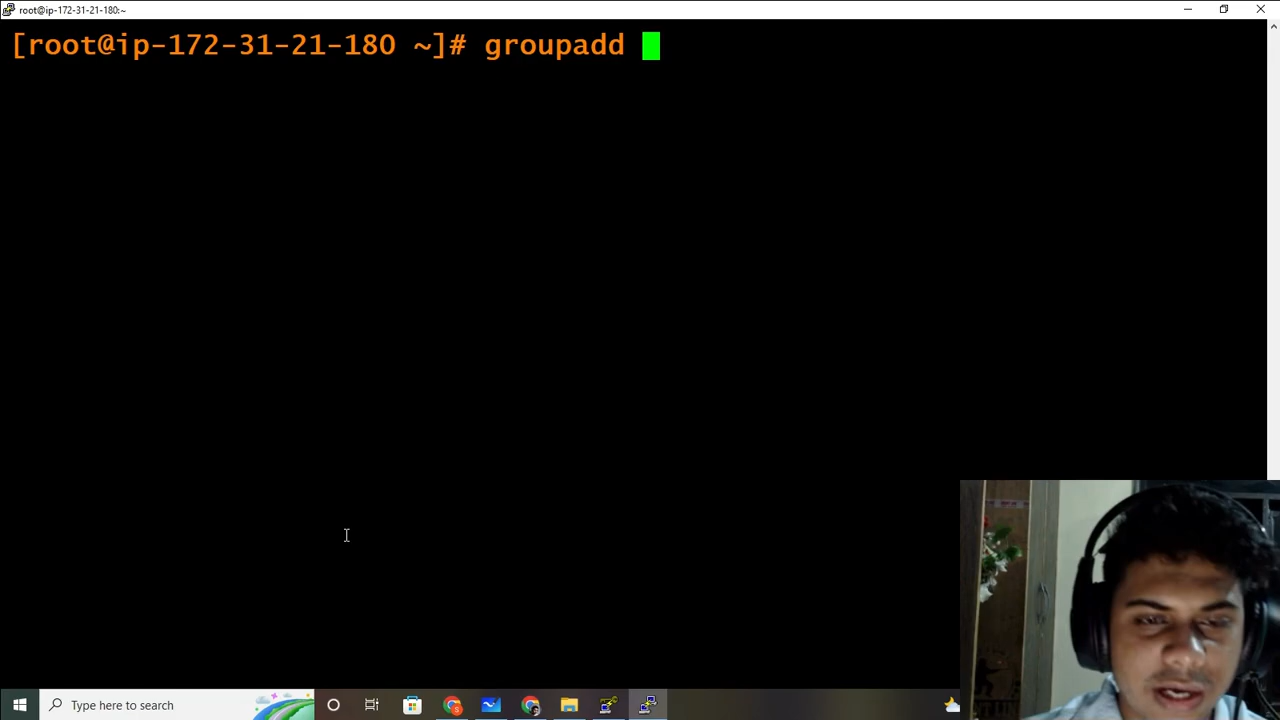 root@ip-172-31-21-180:~
[root@ip-172-31-21-180 ~]# groupadd
Type here to search